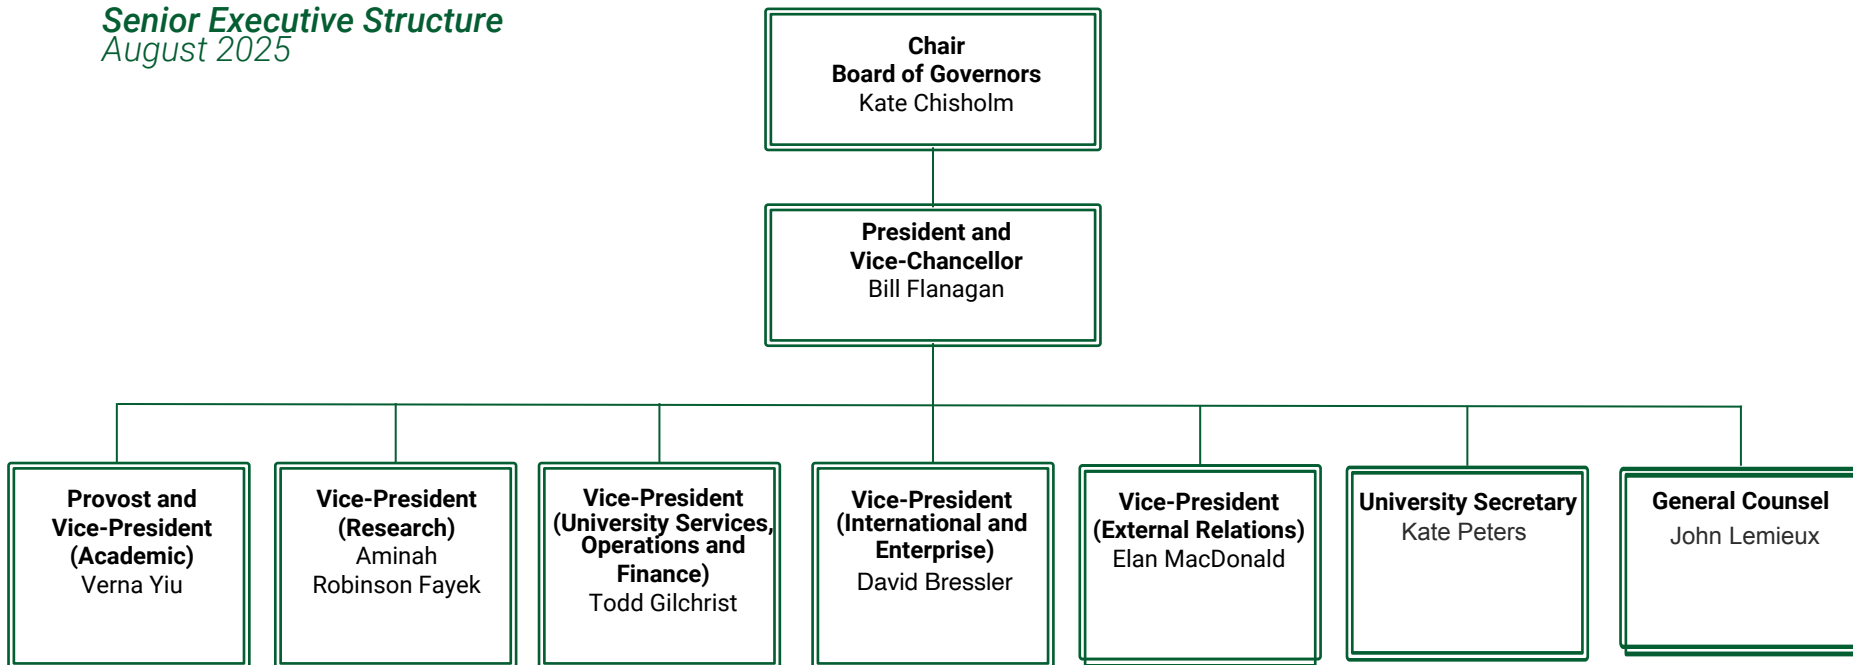 Senior Executive Structure
August 2025
Chair
Board of Governors
Kate Chisholm
President and
Vice-Chancellor
Bill Flanagan
Provost and
Vice-President
(Academic)
Verna Yiu
Vice-President
(Research)
Aminah
Robinson Fayek
Vice-President
(University Services,
Operations and
Finance)
Todd Gilchrist
Vice-President
(International and
Enterprise)
David Bressler
Vice-President
(External Relations)
Elan MacDonald
University Secretary
Kate Peters
General Counsel
John Lemieux